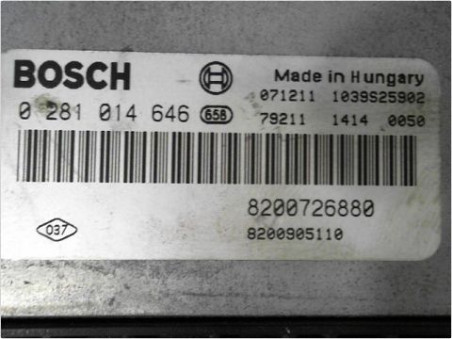 BOSCH
Made in Hungary
071211 1039S25902
0 281 014 646 658
79211 1414 0050
8200726880
037
8200905110